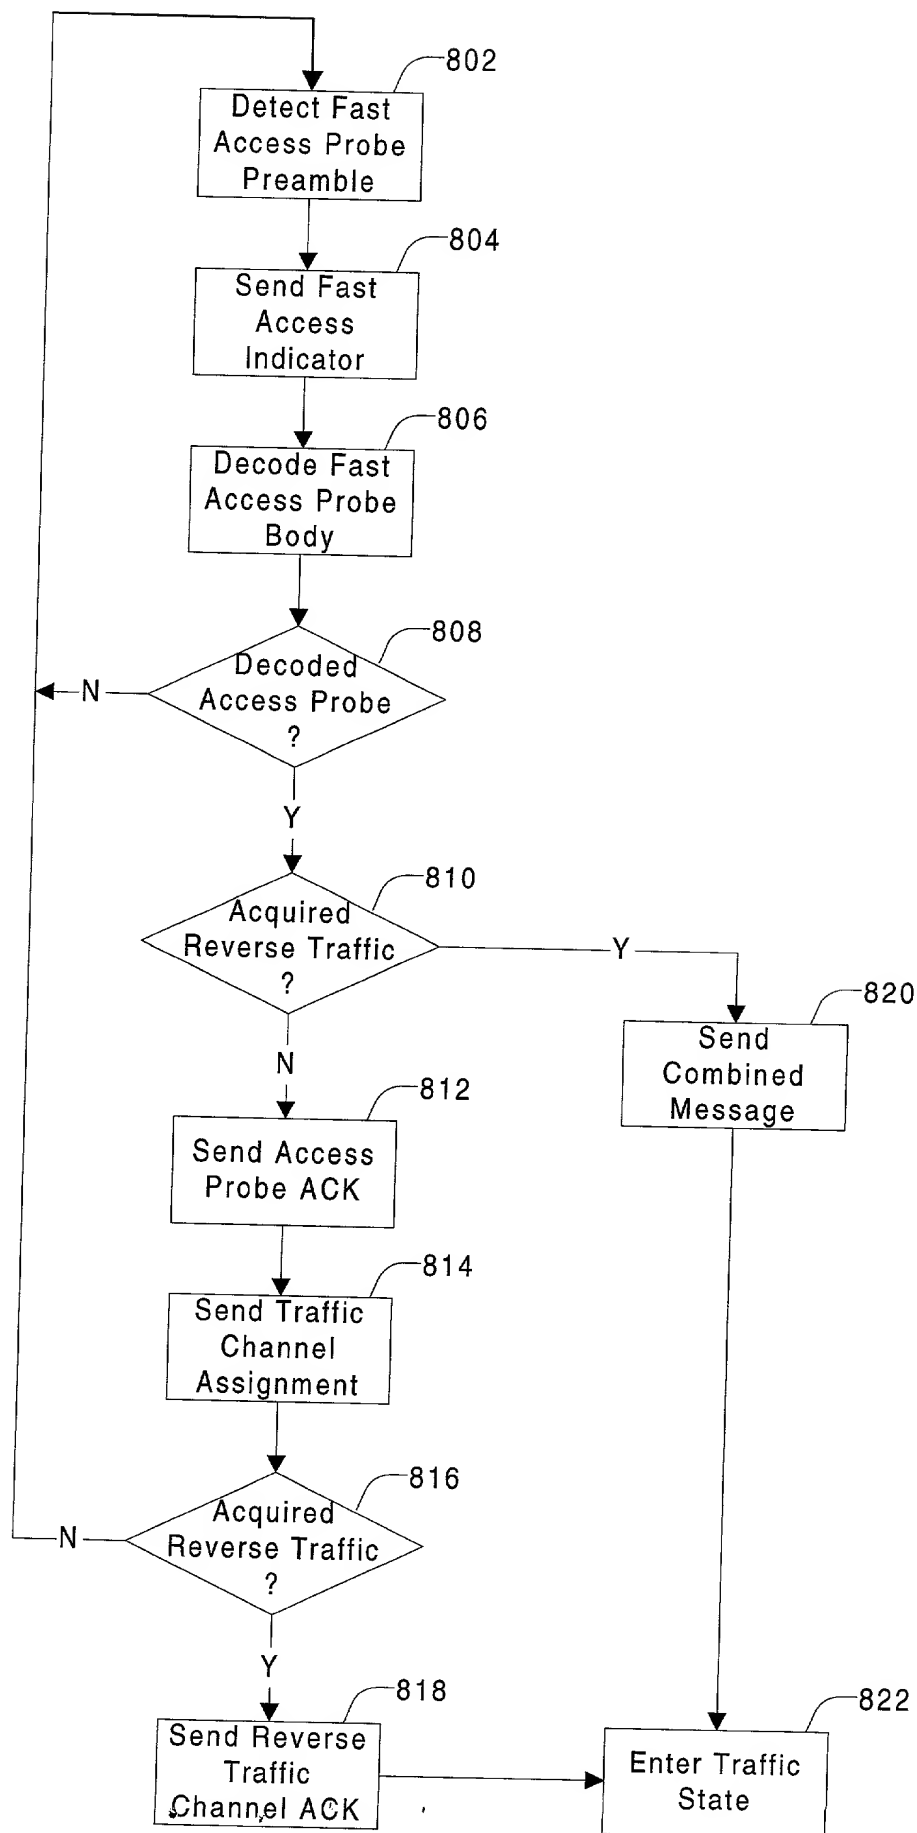 802
Detect Fast
Access Probe
Preamble
804
Send Fast
Access
Indicator
806
Decode Fast
Access Probe
Body
808
Decoded
Access Probe
?
N
Y
810
Acquired
Reverse Traffic
?
Y
N
820
Send
Combined
Message
812
Send Access
Probe ACK
814
Send Traffic
Channel
Assignment
816
Acquired
Reverse Traffic
?
N
Y
818
Send Reverse
Traffic
Channel ACK
822
Enter Traffic
State